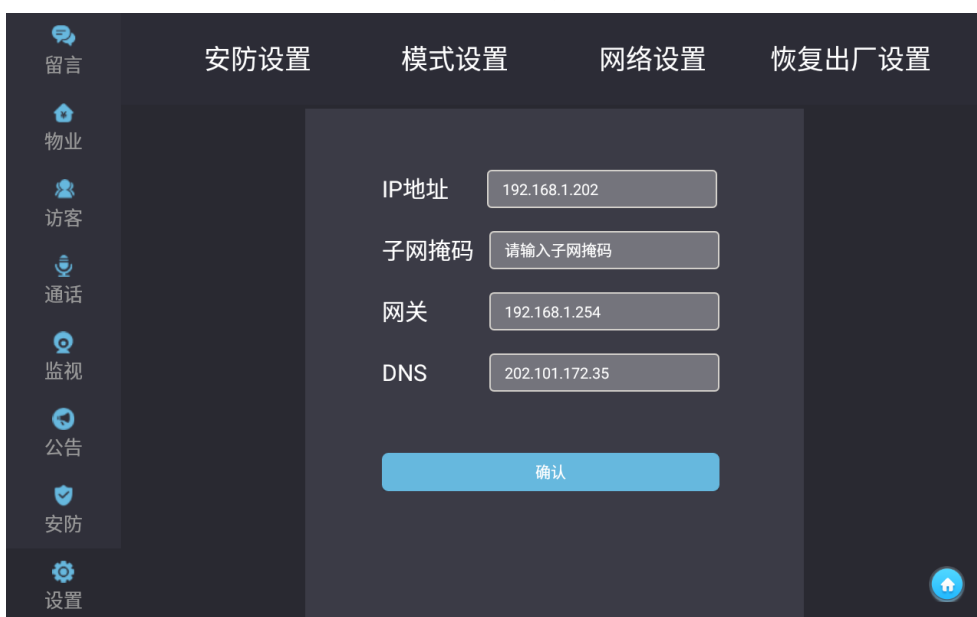 留言
物业
访客
通话
监视
公告
安防
设置
安防设置 模式设置 网络设置 恢复出厂设置
IP地址 192.168.1.202
子网掩码 请输入子网掩码
网关 192.168.1.254
DNS 202.101.172.35
确认